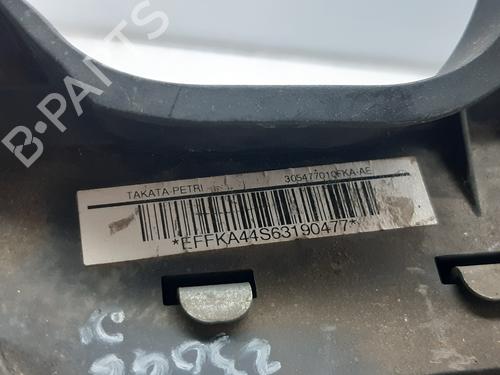 B-PARTS
TAKATA-PETRI
305477010FKA-AE
*EFFKA44S63190477*